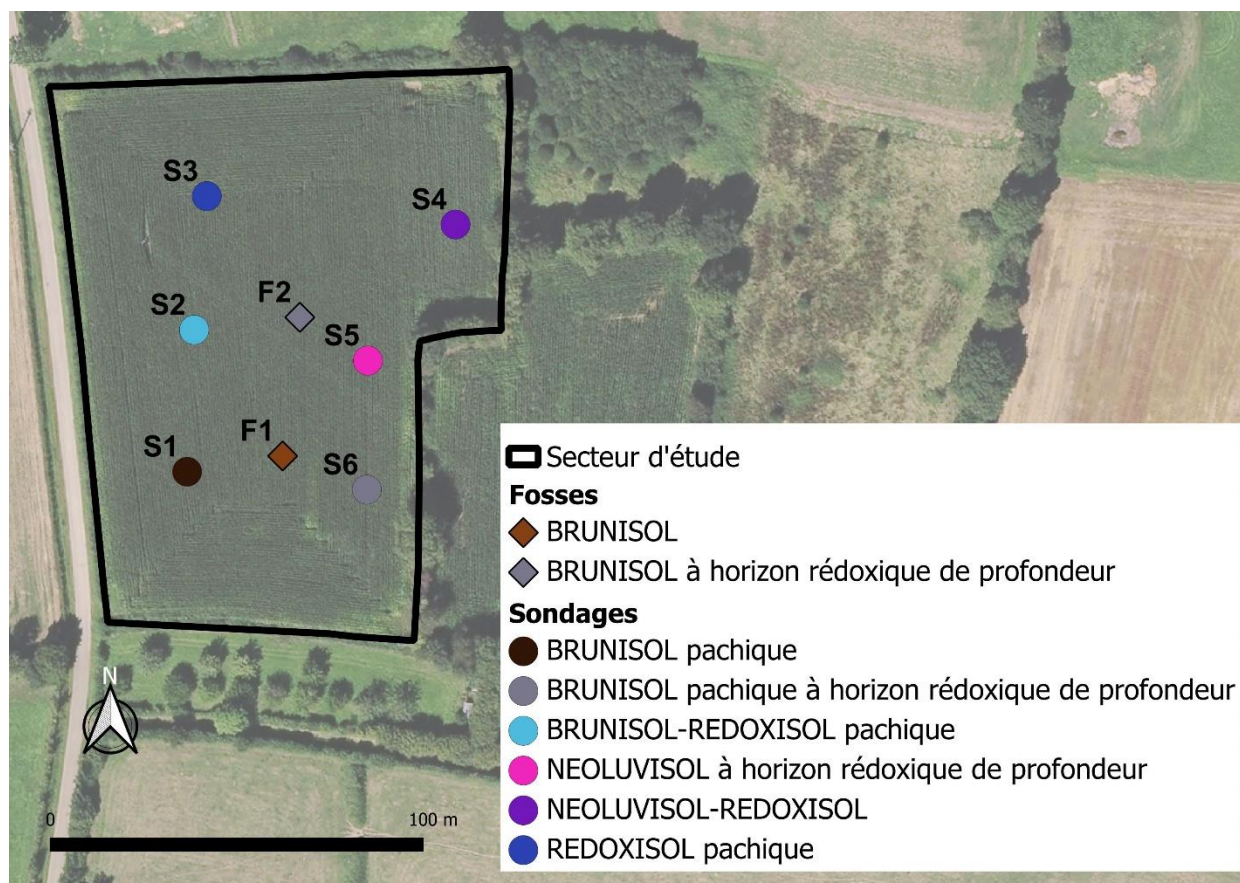 S3
S4
S2
F2
S5
S1
F1
S6
Secteur d'étude
Fosses
BRUNISOL
BRUNISOL à horizon rédoxique de profondeur
Sondages
BRUNISOL pachique
BRUNISOL pachique à horizon rédoxique de profondeur
BRUNISOL-REDOXISOL pachique
NEOLUVISOL à horizon rédoxique de profondeur
NEOLUVISOL-REDOXISOL
REDOXISOL pachique
N
0 100 m